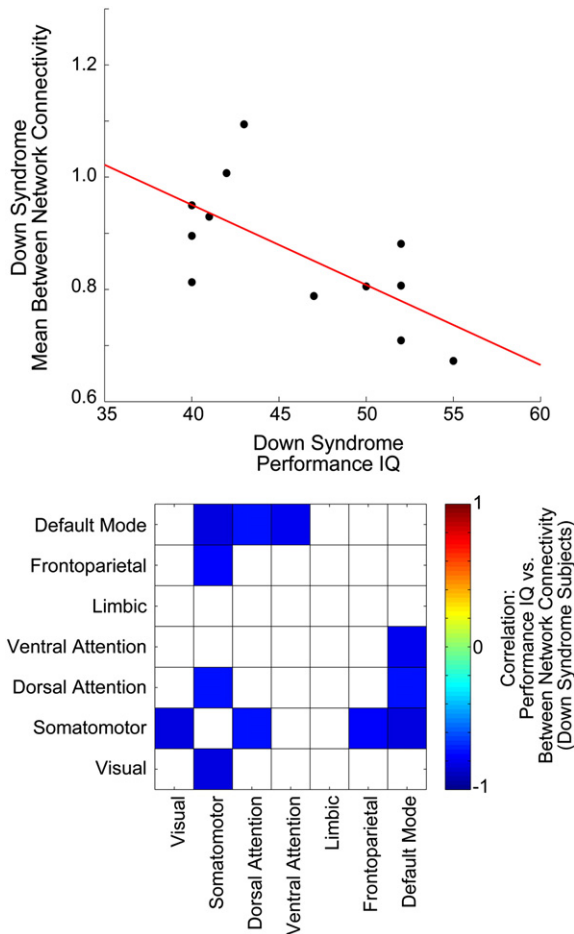 Down Syndrome
Mean Between Network Connectivity
1.2
1.0
0.8
0.6
35
40
45
50
55
60
Down Syndrome
Performance IQ
Default Mode
Frontoparietal
Limbic
Ventral Attention
Dorsal Attention
Somatomotor
Visual
Visual
Somatomotor
Dorsal Attention
Ventral Attention
Limbic
Frontoparietal
Default Mode
1
0
-1
Correlation:
Performance IQ vs.
Between Network Connectivity
(Down Syndrome Subjects)